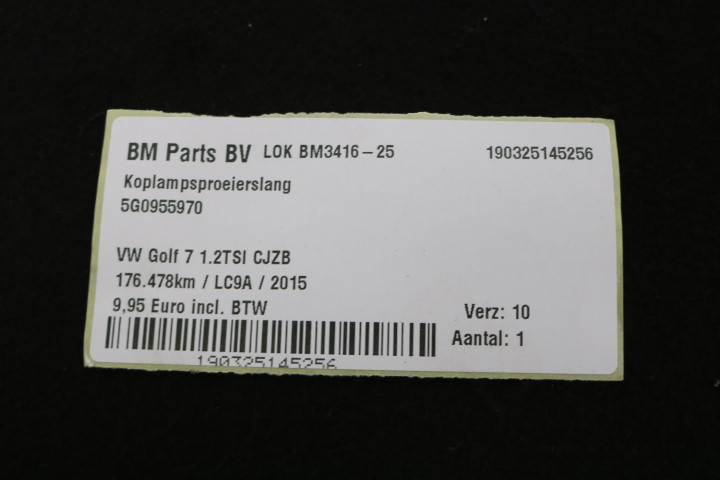 BM Parts BV LOK BM3416-25 190325145256
Koplampsproeierslang
5G0955970
VW Golf 7 1.2TSI CJZB
176.478km / LC9A / 2015
9,95 Euro incl. BTW
Verz: 10
Aantal: 1
190325145256